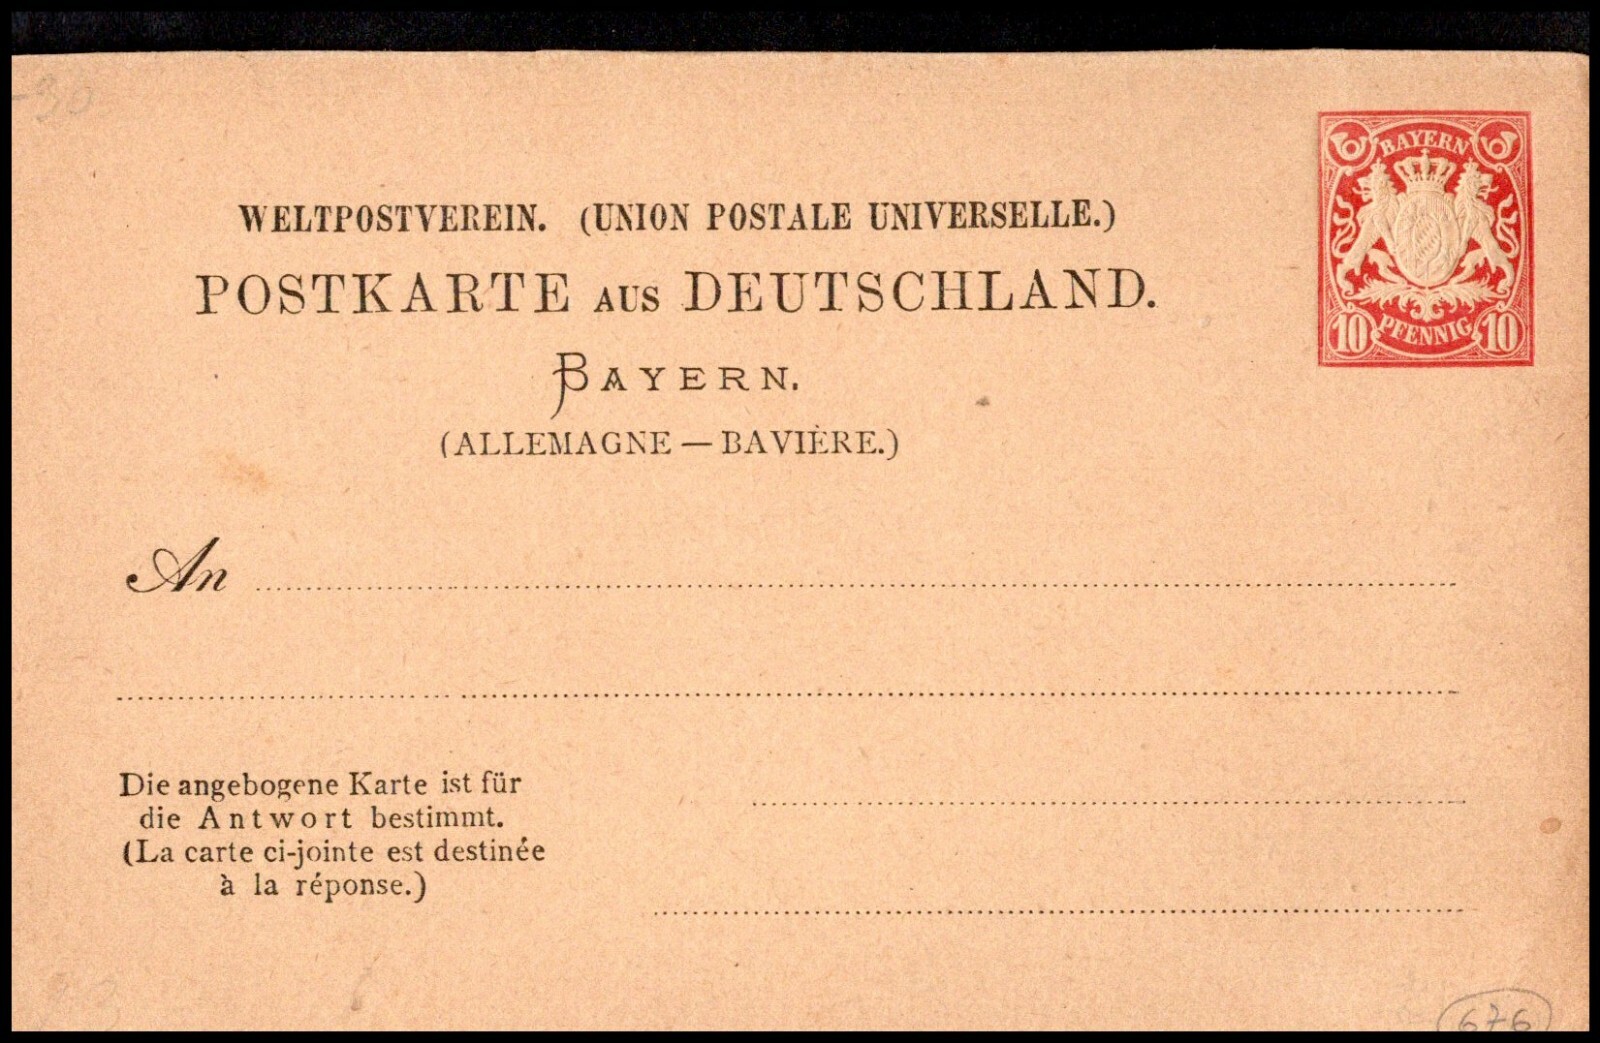 -30
BAYERN
WELTPOSTVEREIN. (UNION POSTALE UNIVERSELLE.)
POSTKARTE AUS DEUTSCHLAND.
10 PFENNIG 10
BAYERN.
(ALLEMAGNE — BAVIÈRE.)
An
Die angebogene Karte ist für
die Antwort bestimmt.
(La carte ci-jointe est destinée
à la réponse.)
676